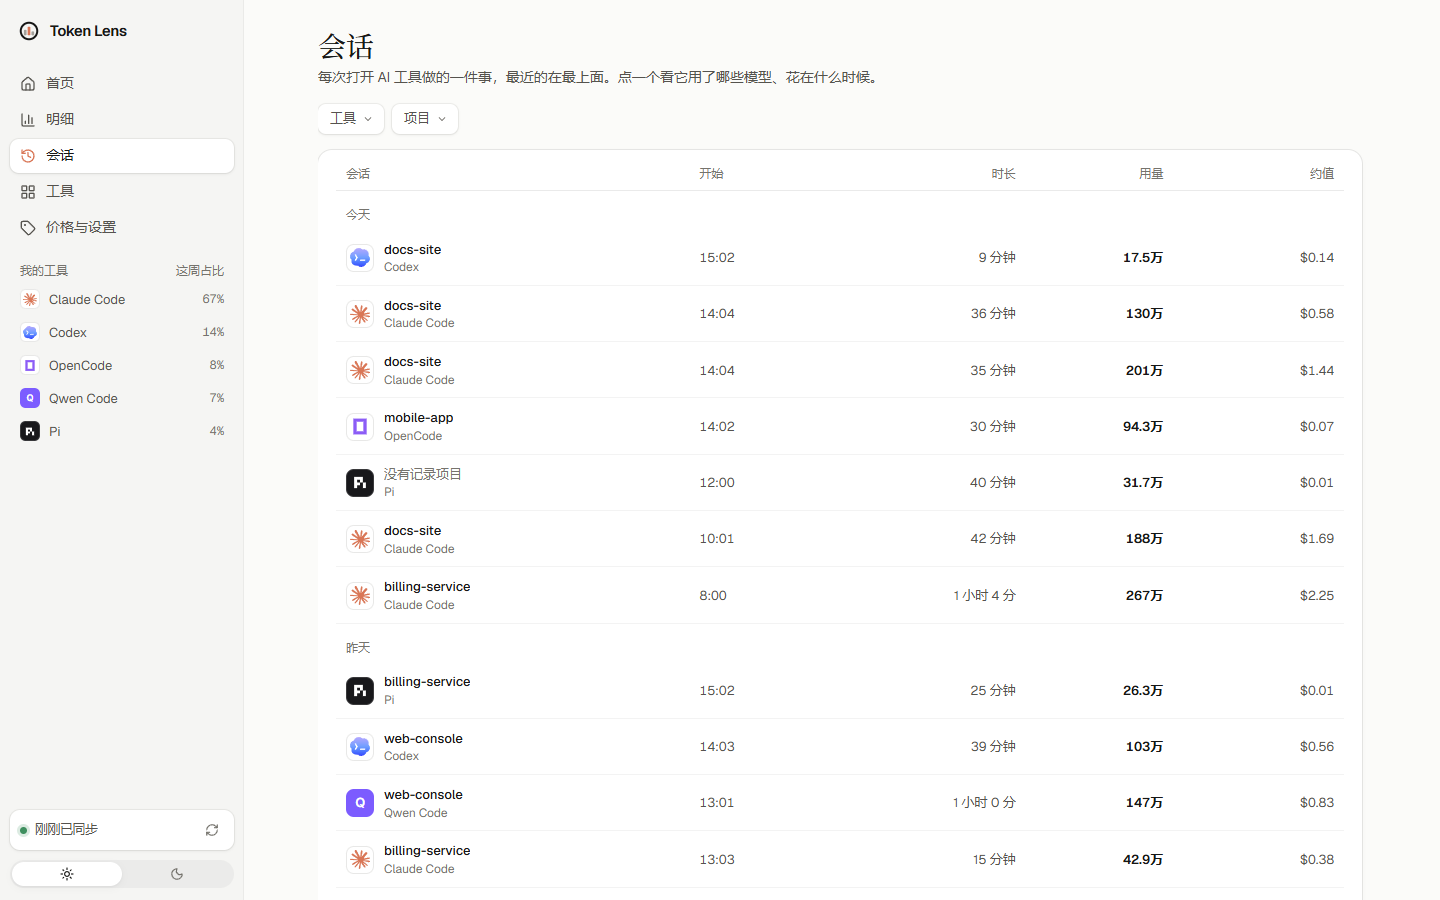 Token Lens
首页
明细
会话
工具
价格与设置
我的工具 这周占比
Claude Code 67%
Codex 14%
OpenCode 8%
Qwen Code 7%
Pi 4%
刚刚已同步
会话
每次打开 AI 工具做的一件事，最近的在最上面。点一个看它用了哪些模型、花在什么时候。
工具 项目
会话 开始 时长 用量 约值
今天
docs-site
Codex
15:02 9 分钟 17.5万 $0.14
docs-site
Claude Code
14:04 36 分钟 130万 $0.58
docs-site
Claude Code
14:04 35 分钟 201万 $1.44
mobile-app
OpenCode
14:02 30 分钟 94.3万 $0.07
没有记录项目
Pi
12:00 40 分钟 31.7万 $0.01
docs-site
Claude Code
10:01 42 分钟 188万 $1.69
billing-service
Claude Code
8:00 1 小时 4 分 267万 $2.25
昨天
billing-service
Pi
15:02 25 分钟 26.3万 $0.01
web-console
Codex
14:03 39 分钟 103万 $0.56
web-console
Qwen Code
13:01 1 小时 0 分 147万 $0.83
billing-service
Claude Code
13:03 15 分钟 42.9万 $0.38